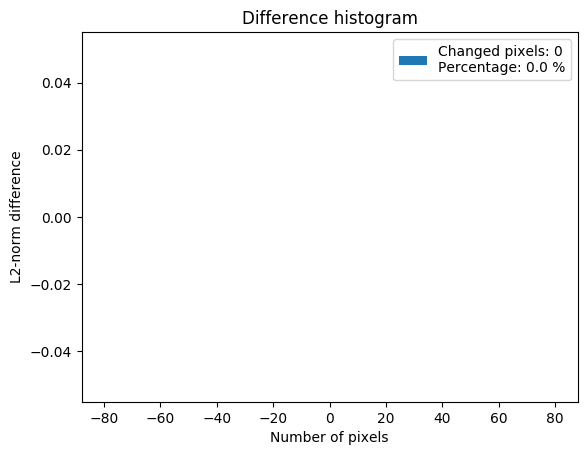 Difference histogram
Changed pixels: 0
Percentage: 0.0 %
0.04
0.02
0.00
−0.02
−0.04
L2-norm difference
−80
−60
−40
−20
0
20
40
60
80
Number of pixels